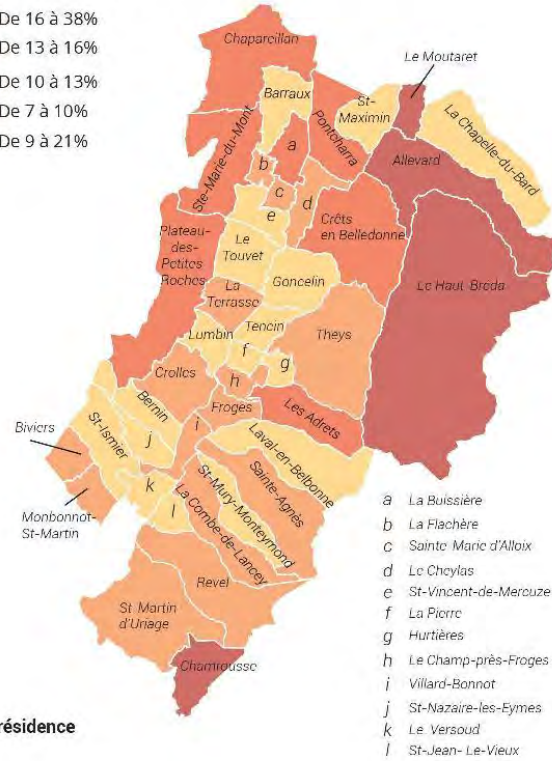 De 16 à 38%
De 13 à 16%
De 10 à 13%
De 7 à 10%
De 9 à 21%
Chapareillan
Le Moutaret
Barraux
St-
Maximin
La Chapelle-du-Bard
Pontcharra
Ste-Marie-du-Mont
a
b
Allevard
c
d
e
Crêts
en Belledonne
Plateau-
des-
Petites
Roches
Le
Touvet
Goncelin
Le Haut-Breda
La
Terrasse
Tencin
Theys
Lumbin
f
g
Crolles
h
Froges
Les Adrets
Bernin
i
Biviers
St-Ismier
j
Laval-en-Belbonne
k
St-Mury-Monteymond
Sainte-Agnès
La Combe-de-Lancey
l
Monbonnot-
St-Martin
Revel
St Martin
d'Uriage
Chamrousse
a La Buissière
b La Flachère
c Sainte Marie d'Alloix
d Le Cheylas
e St-Vincent-de-Mercuze
f La Pierre
g Hurtières
h Le Champ-près-Froges
i Villard-Bonnot
j St-Nazaire-les-Eymes
k Le Versoud
l St-Jean- Le-Vieux
résidence